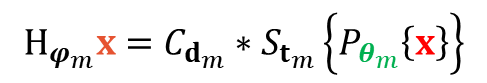 H_{𝛗_m} 𝐱 = C_{𝐝_m} * S_{𝐭_m} {P_{𝛉_m}{𝐱}}